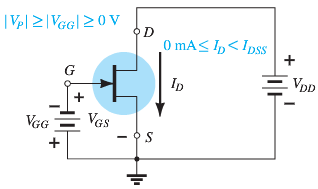 |V_P| ≥ |V_GG| ≥ 0 V
D
0 mA ≤ I_D < I_DSS
+
G
I_D
V_DD
− +
−
V_GG V_GS
− S
+